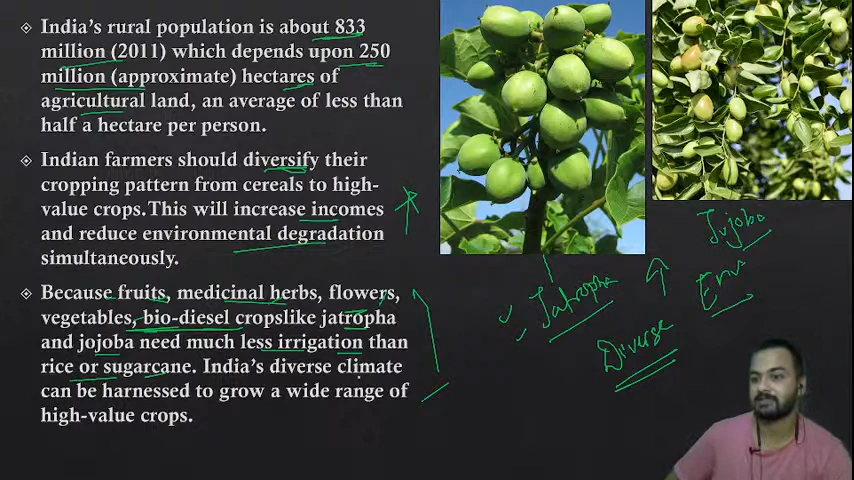 India's rural population is about 833
million (2011) which depends upon 250
million (approximate) hectares of
agricultural land, an average of less than
half a hectare per person.
Indian farmers should diversify their
cropping pattern from cereals to high-
value crops. This will increase incomes
and reduce environmental degradation
simultaneously.
Because fruits, medicinal herbs, flowers,
vegetables, bio-diesel cropslike jatropha
and jojoba need much less irrigation than
rice or sugarcane. India's diverse climate
can be harnessed to grow a wide range of
high-value crops.
Jojoba
Jatropha
Env
Diverse